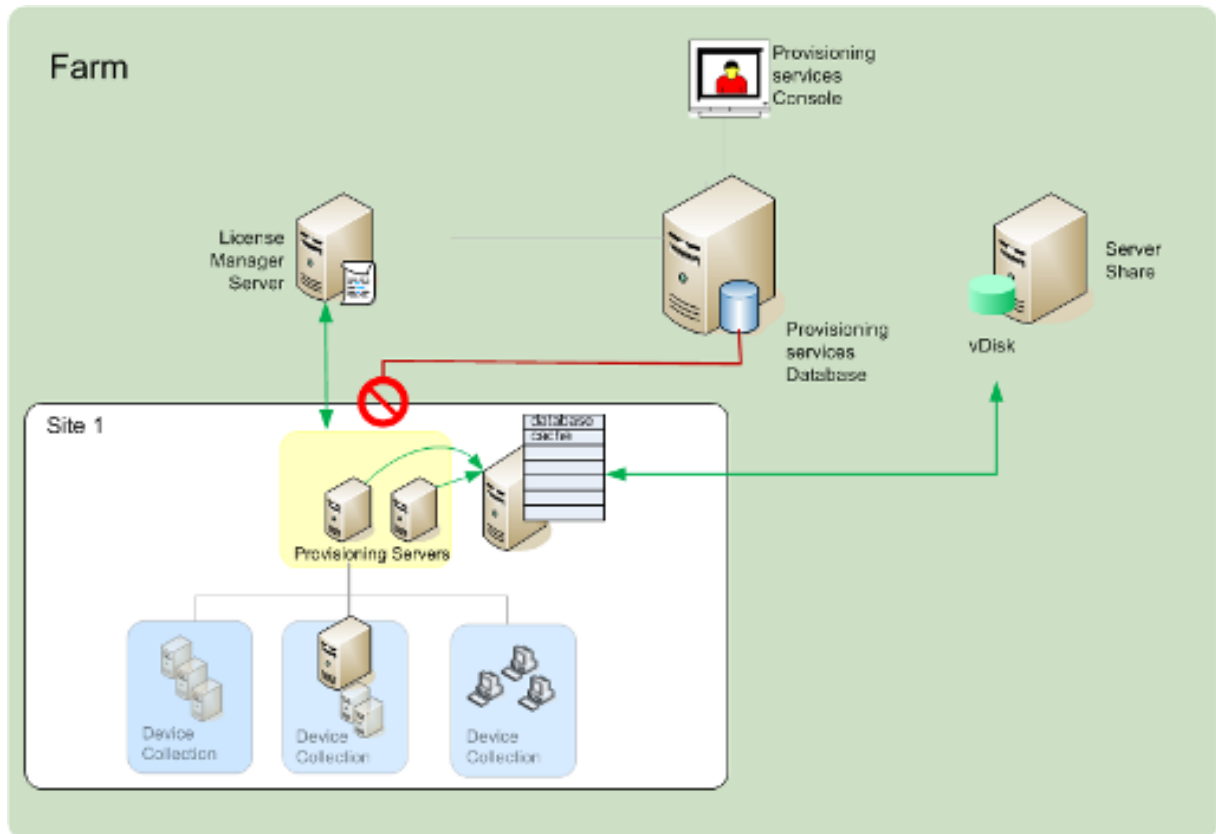 Farm
Provisioning
services
Console
License
Manager
Server
Server
Share
vDisk
Provisioning
services
Database
Site 1
database
cache
Provisioning Servers
Device
Collection
Device
Collection
Device
Collection